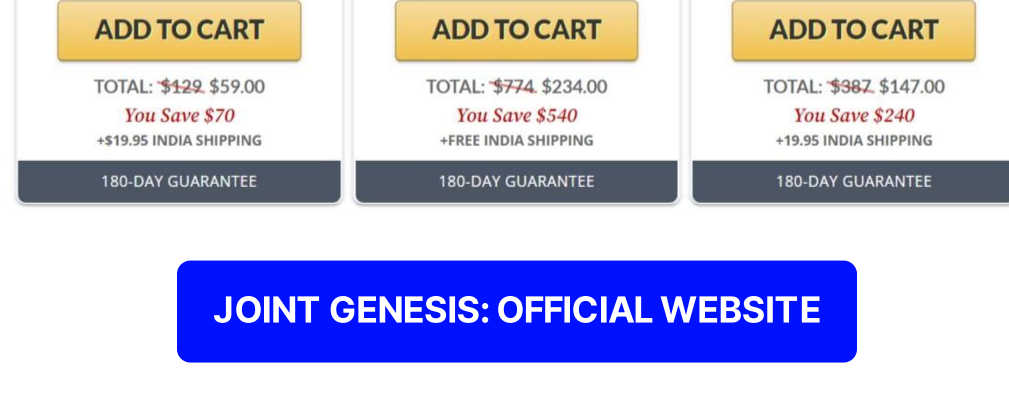 ADD TO CART
TOTAL: $129 $59.00
You Save $70
+$19.95 INDIA SHIPPING
180-DAY GUARANTEE
ADD TO CART
TOTAL: $774 $234.00
You Save $540
+FREE INDIA SHIPPING
180-DAY GUARANTEE
ADD TO CART
TOTAL: $387 $147.00
You Save $240
+19.95 INDIA SHIPPING
180-DAY GUARANTEE
JOINT GENESIS: OFFICIAL WEBSITE